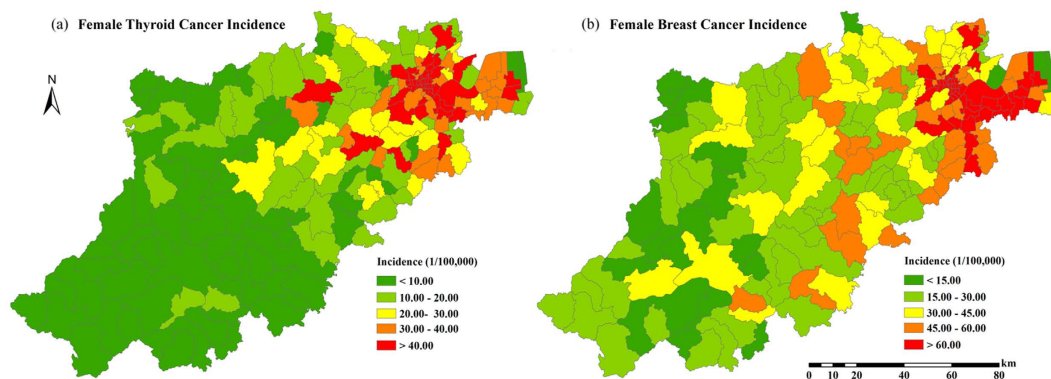 (a) Female Thyroid Cancer Incidence
(b) Female Breast Cancer Incidence
N
Incidence (1/100,000)
< 10.00
10.00 - 20.00
20.00- 30.00
30.00 - 40.00
> 40.00
Incidence (1/100,000)
< 15.00
15.00 - 30.00
30.00 - 45.00
45.00 - 60.00
> 60.00
km
0 5 10 20 40 60 80